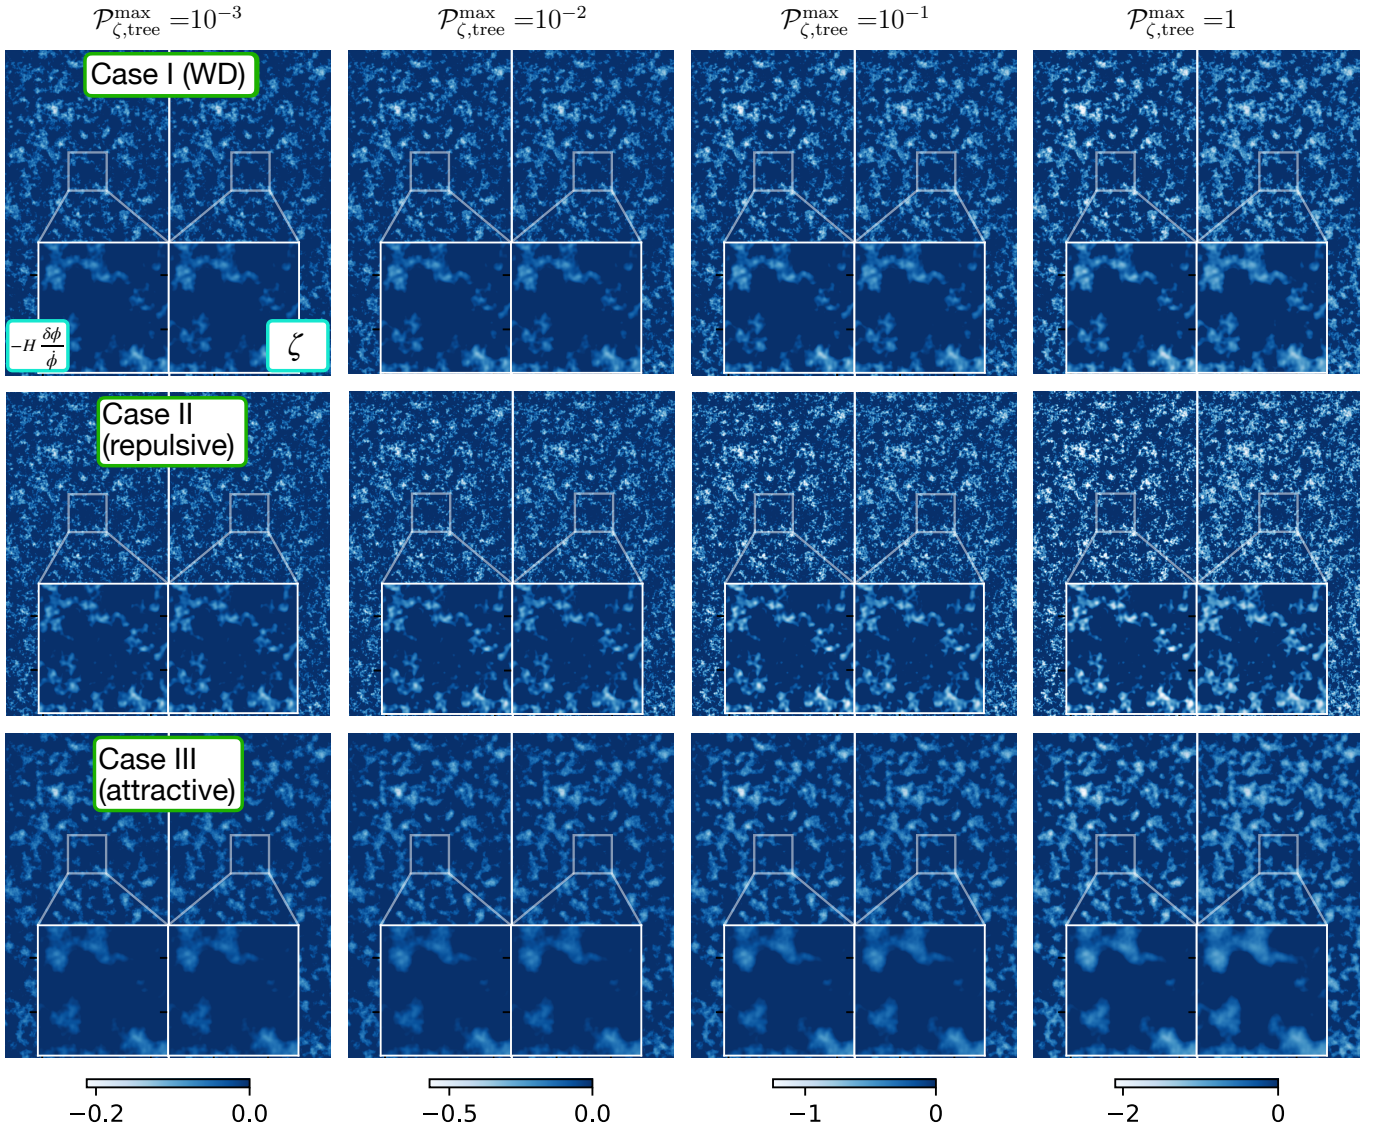 𝒫^max_ζ,tree =10⁻³ 𝒫^max_ζ,tree =10⁻² 𝒫^max_ζ,tree =10⁻¹ 𝒫^max_ζ,tree =1
Case I (WD)
−H δϕ/ϕ̇ ζ
Case II
(repulsive)
Case III
(attractive)
−0.2 0.0 −0.5 0.0 −1 0 −2 0